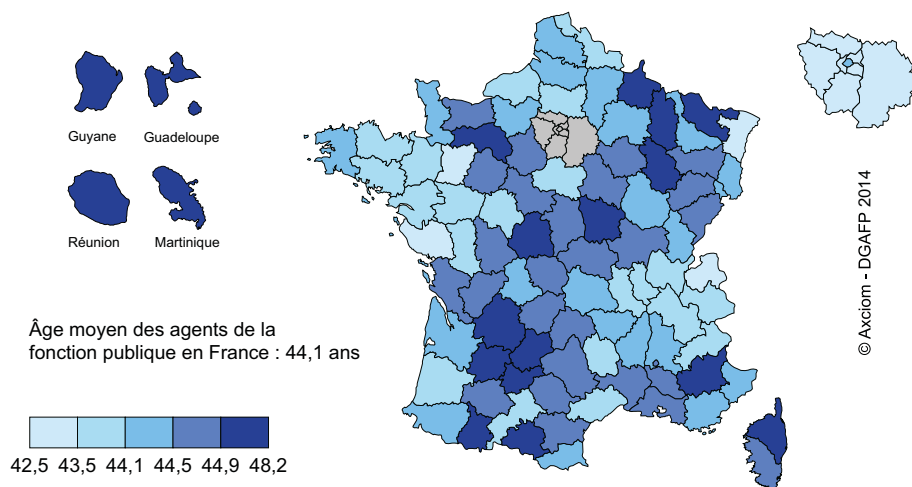 Guyane
Guadeloupe
Réunion
Martinique
Âge moyen des agents de la
fonction publique en France : 44,1 ans
42,5 43,5 44,1 44,5 44,9 48,2
© Axciom - DGAFP 2014